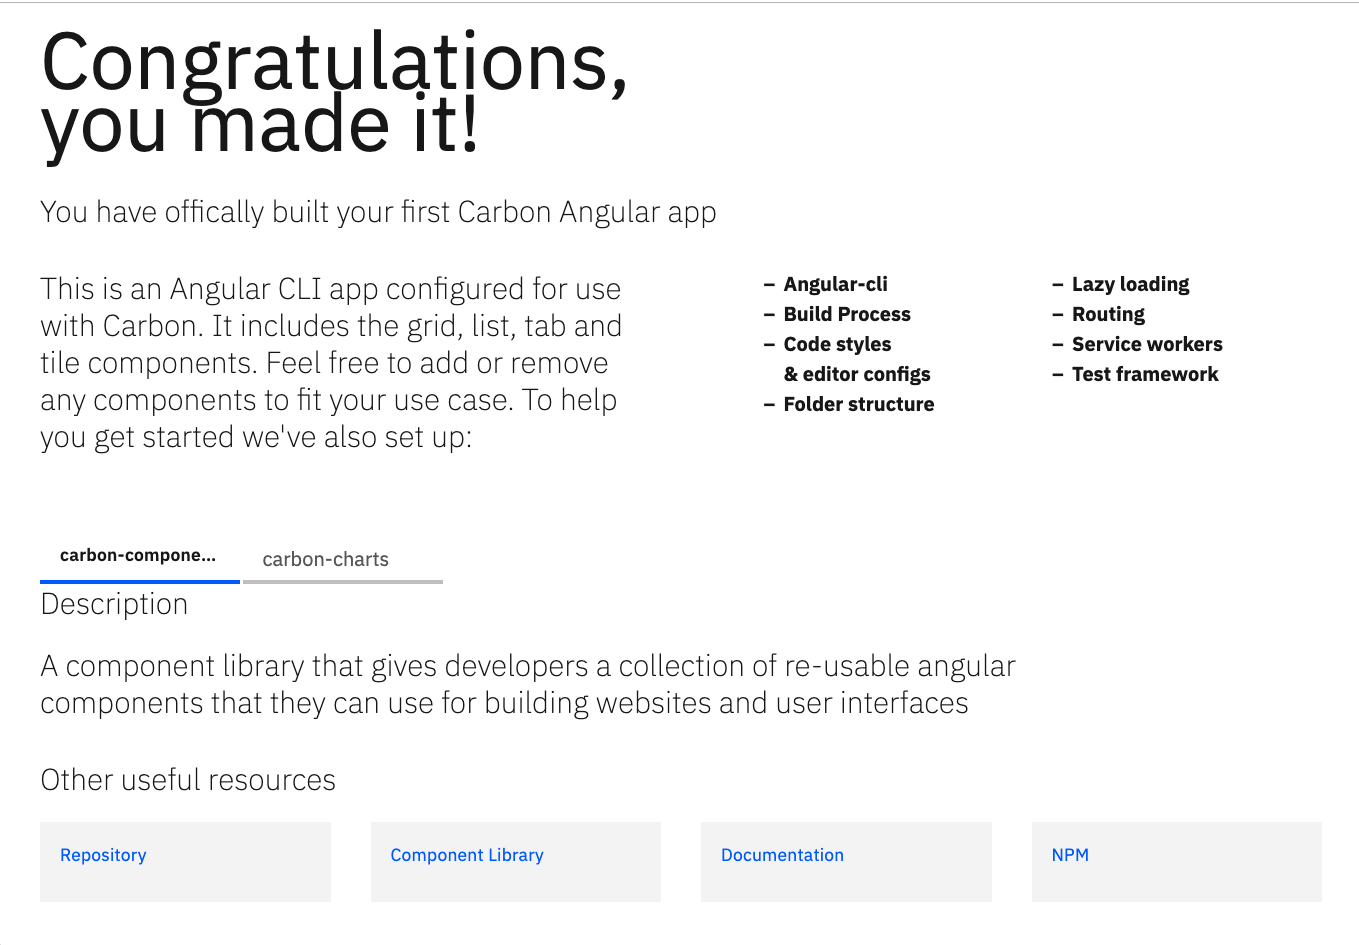 Congratulations,
you made it!
You have offically built your first Carbon Angular app
This is an Angular CLI app configured for use
with Carbon. It includes the grid, list, tab and
tile components. Feel free to add or remove
any components to fit your use case. To help
you get started we've also set up:
– Angular-cli
– Build Process
– Code styles
& editor configs
– Folder structure
– Lazy loading
– Routing
– Service workers
– Test framework
carbon-compone...
carbon-charts
Description
A component library that gives developers a collection of re-usable angular
components that they can use for building websites and user interfaces
Other useful resources
Repository
Component Library
Documentation
NPM